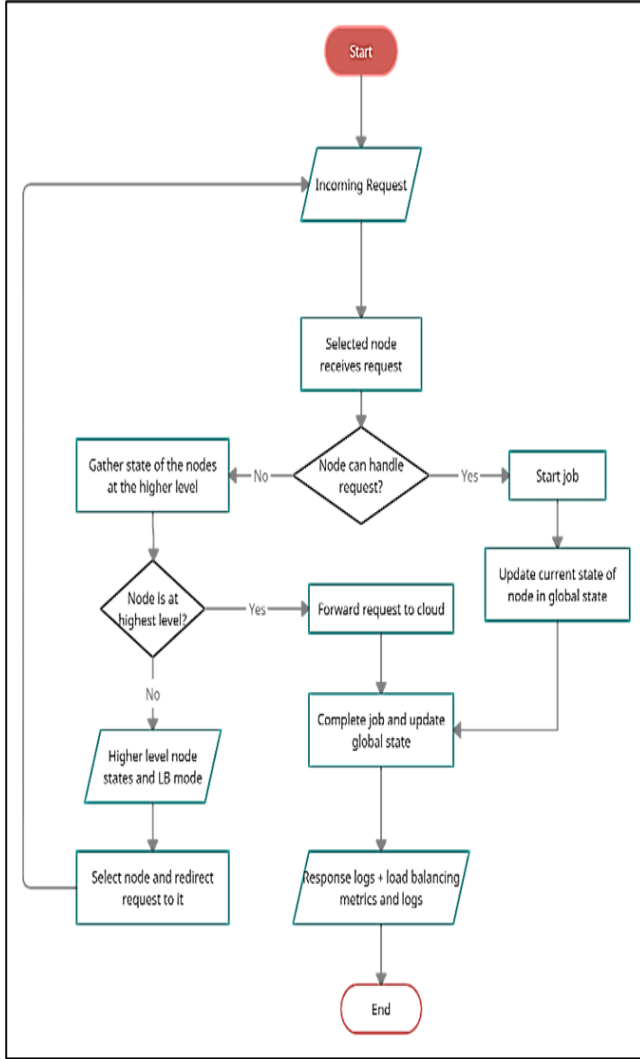 Start
Incoming Request
Selected node
receives request
Node can handle
request?
No
Yes
Gather state of the nodes
at the higher level
Start job
Update current state of
node in global state
Node is at
highest level?
Yes
Forward request to cloud
No
Complete job and update
global state
Higher level node
states and LB mode
Select node and redirect
request to it
Response logs + load balancing
metrics and logs
End